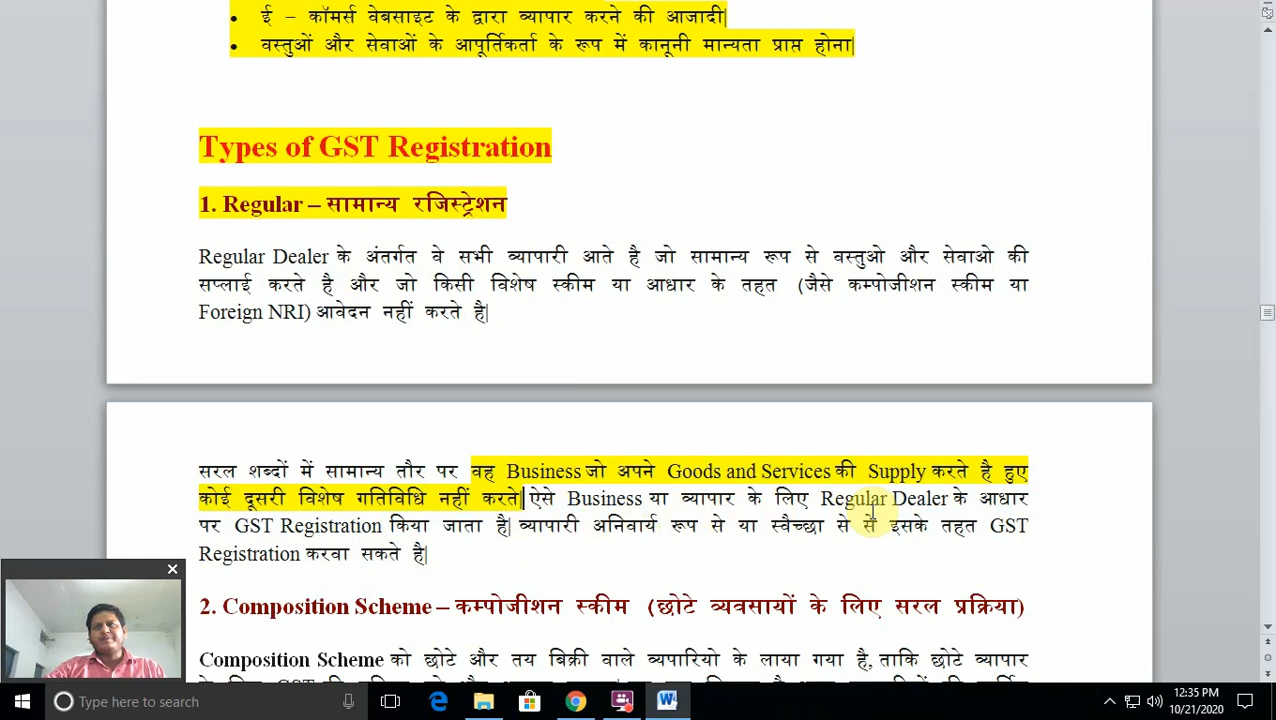 • ई – कॉमर्स वेबसाइट के द्वारा व्यापार करने की आजादी|
• वस्तुओं और सेवाओं के आपूर्तिकर्ता के रूप में कानूनी मान्यता प्राप्त होना|
Types of GST Registration
1. Regular – सामान्य रजिस्ट्रेशन
Regular Dealer के अंतर्गत वे सभी व्यापारी आते है जो सामान्य रूप से वस्तुओ और सेवाओ की
सप्लाई करते है और जो किसी विशेष स्कीम या आधार के तहत (जैसे कम्पोजीशन स्कीम या
Foreign NRI) आवेदन नहीं करते है|
सरल शब्दों में सामान्य तौर पर वह Business जो अपने Goods and Services की Supply करते है हुए
कोई दूसरी विशेष गतिविधि नहीं करते| ऐसे Business या व्यापार के लिए Regular Dealer के आधार
पर GST Registration किया जाता है| व्यापारी अनिवार्य रूप से या स्वैच्छा से सें इसके तहत GST
Registration करवा सकते है|
2. Composition Scheme – कम्पोजीशन स्कीम (छोटे व्यवसायों के लिए सरल प्रक्रिया)
Composition Scheme को छोटे और तय बिक्री वाले व्यपारियो के लाया गया है, ताकि छोटे व्यापार
Type here to search
12:35 PM
10/21/2020